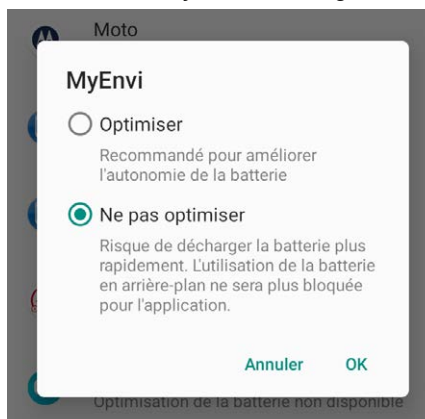 Moto
MyEnvi
Optimiser
Recommandé pour améliorer
l'autonomie de la batterie
Ne pas optimiser
Risque de décharger la batterie plus
rapidement. L'utilisation de la batterie
en arrière-plan ne sera plus bloquée
pour l'application.
Annuler OK
Optimisation de la batterie non disponible